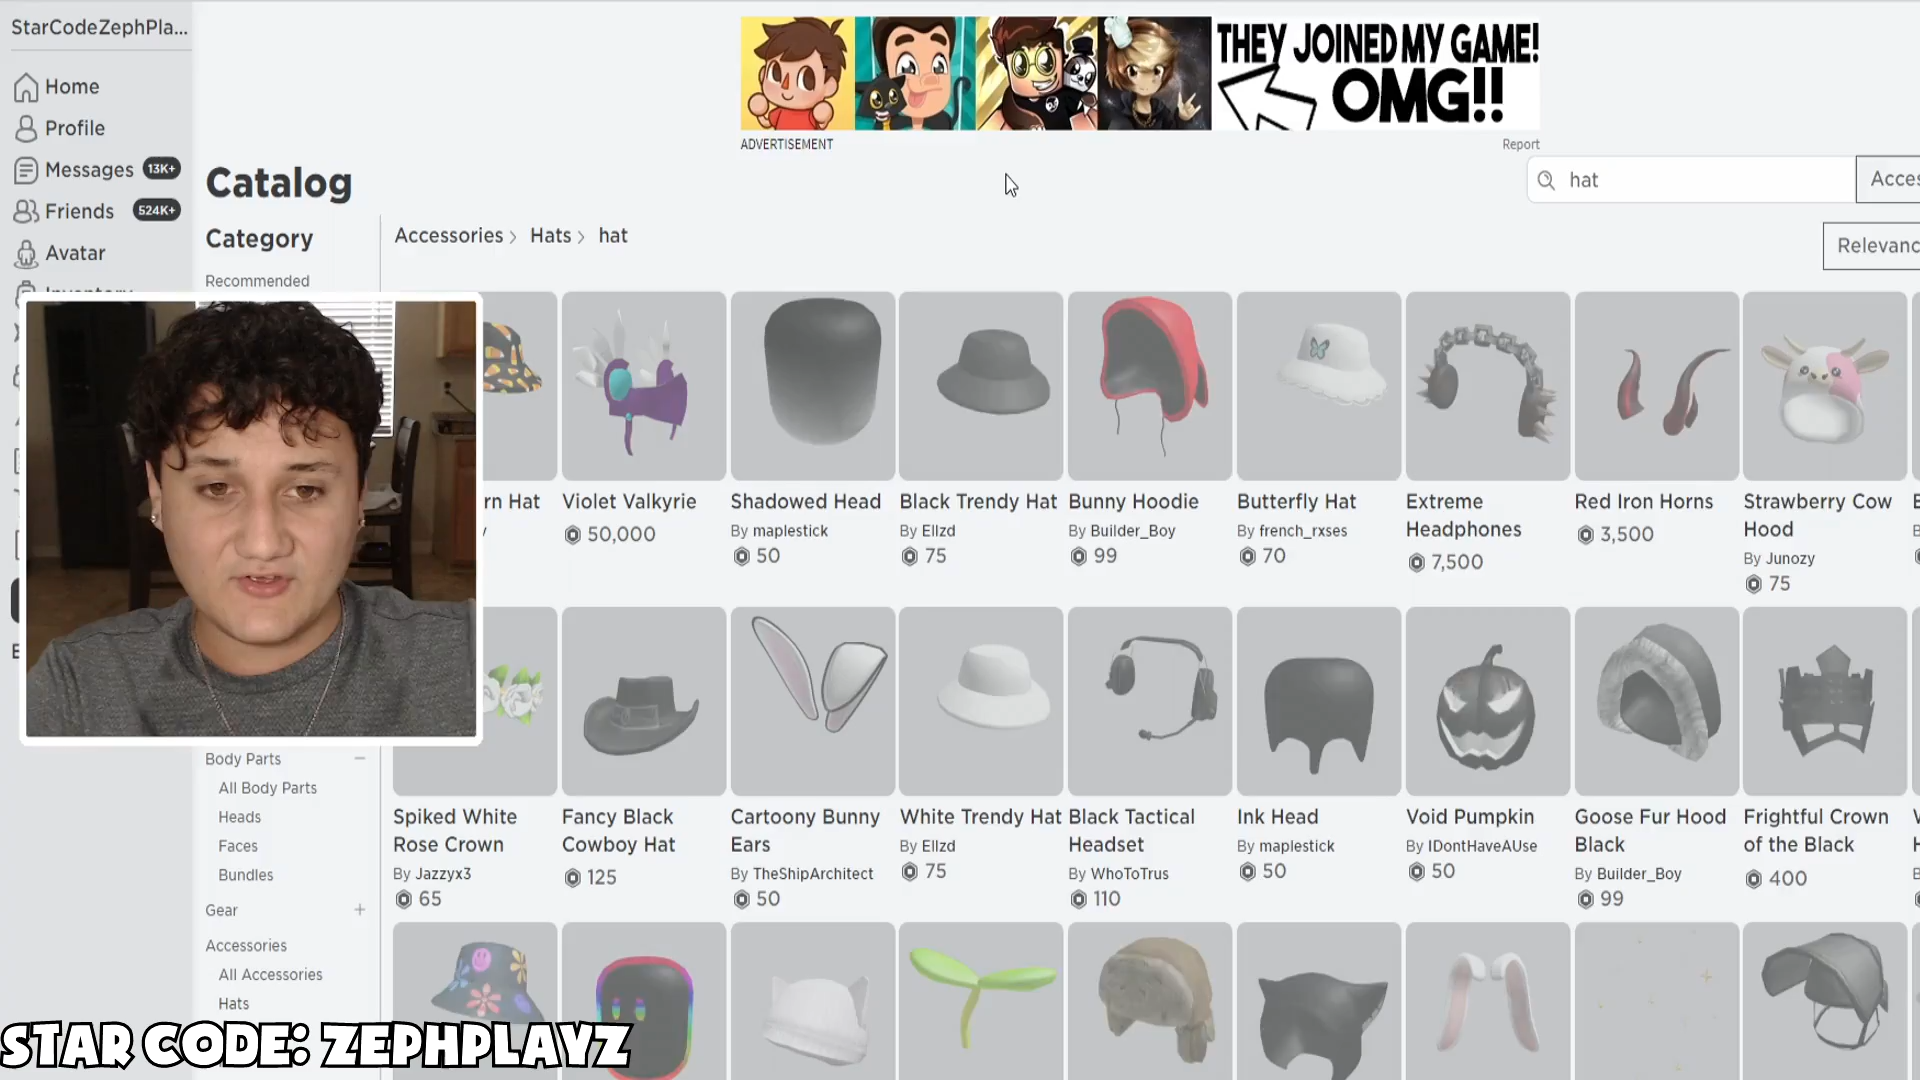 StarCodeZephPla...
THEY JOINED MY GAME!
OMG!!
ADVERTISEMENT
Report
Home
Profile
Messages 13K+
Friends 524K+
Avatar
Catalog
hat
Category
Accessories > Hats > hat
Recommended
Violet Valkyrie
50,000
Shadowed Head
By maplestick
50
Black Trendy Hat
By Ellzd
75
Bunny Hoodie
By Builder_Boy
99
Butterfly Hat
By french_rxses
70
Extreme
Headphones
7,500
Red Iron Horns
3,500
Strawberry Cow
Hood
By Junozy
75
Spiked White
Rose Crown
By Jazzyx3
65
Fancy Black
Cowboy Hat
125
Cartoony Bunny
Ears
By TheShipArchitect
50
White Trendy Hat
By Ellzd
75
Black Tactical
Headset
By WhoToTrus
110
Ink Head
By maplestick
50
Void Pumpkin
By IDontHaveAUse
50
Goose Fur Hood
Black
By Builder_Boy
99
Frightful Crown
of the Black
400
Body Parts
All Body Parts
Heads
Faces
Bundles
Gear
Accessories
All Accessories
Hats
STAR CODE: ZEPHPLAYZ